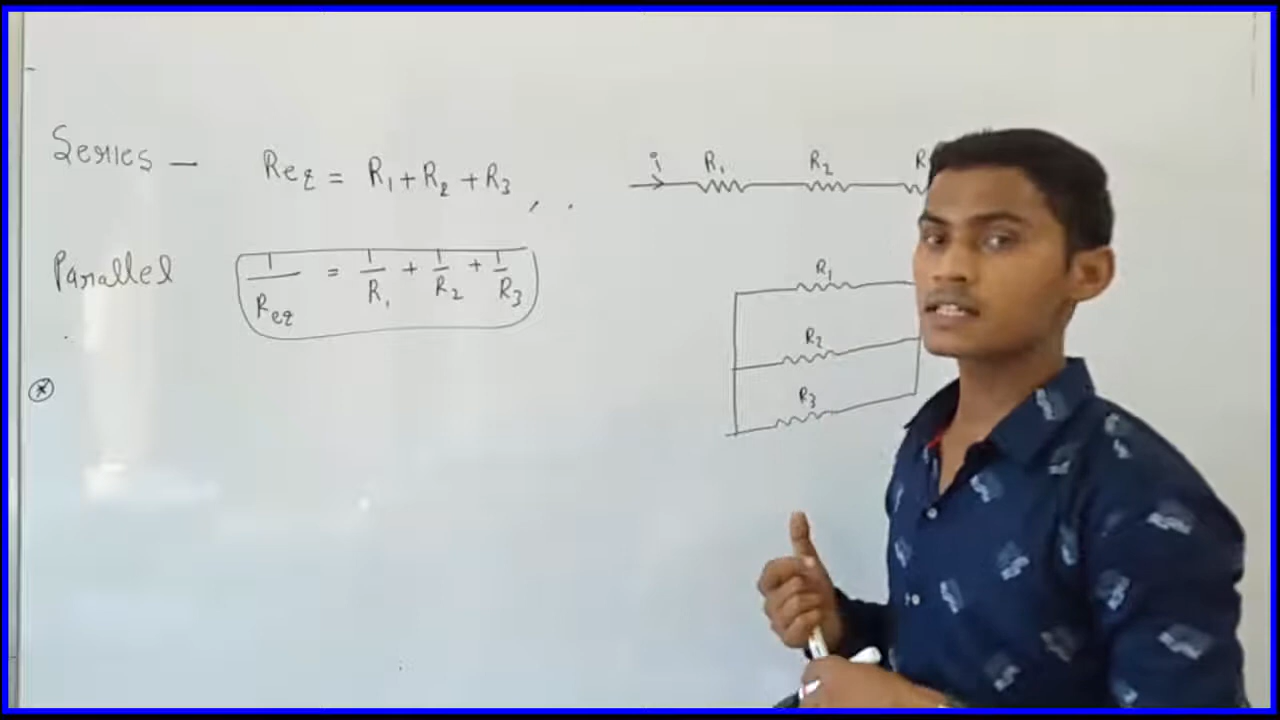 Series — Req = R₁ + R₂ + R₃ , . .
i R₁ R₂ R
Parallel 1/Req = 1/R₁ + 1/R₂ + 1/R₃
R₁
R₂
R₃